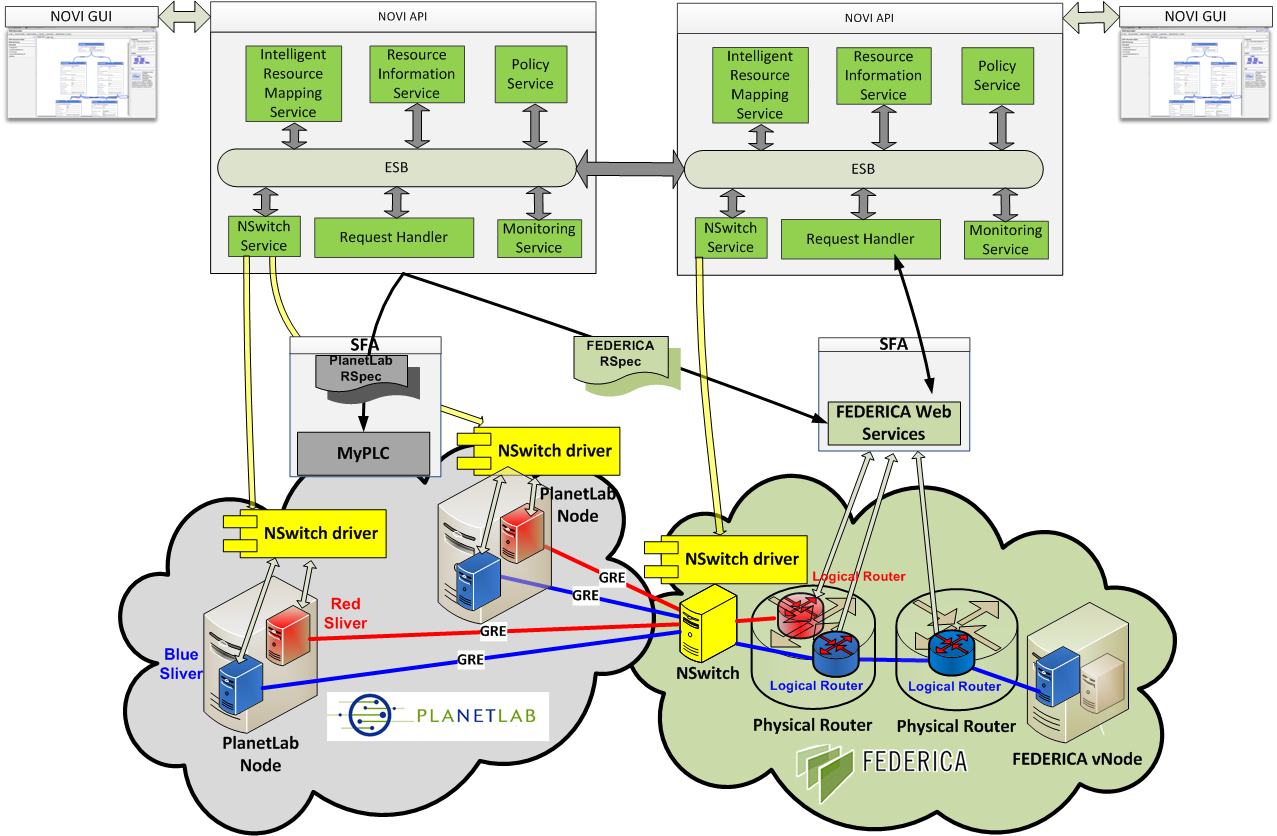 NOVI GUI
NOVI API
NOVI API
NOVI GUI
Intelligent
Resource
Mapping
Service
Resource
Information
Service
Policy
Service
Intelligent
Resource
Mapping
Service
Resource
Information
Service
Policy
Service
ESB
ESB
NSwitch
Service
Request Handler
Monitoring
Service
NSwitch
Service
Request Handler
Monitoring
Service
SFA
PlanetLab
RSpec
MyPLC
FEDERICA
RSpec
SFA
FEDERICA Web
Services
NSwitch driver
PlanetLab
Node
NSwitch driver
NSwitch driver
Logical Router
GRE
GRE
GRE
GRE
Red
Sliver
Blue
Sliver
NSwitch
Logical Router
Logical Router
Physical Router
Physical Router
PLANETLAB
PlanetLab
Node
FEDERICA
FEDERICA vNode